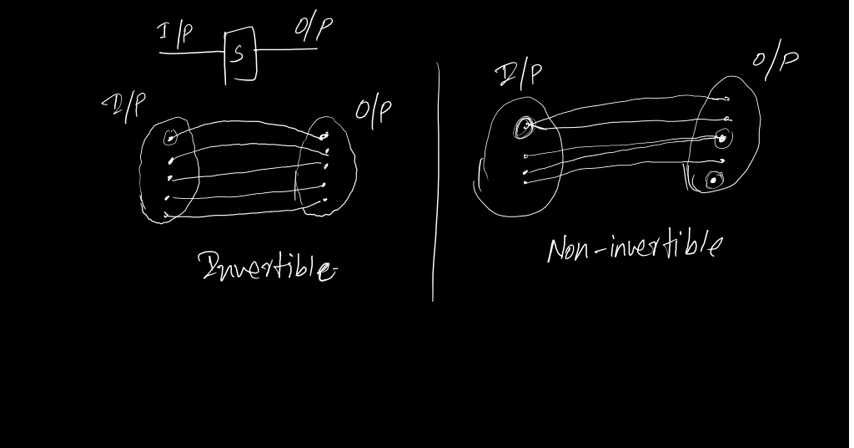 I/P O/P
S
I/P O/P
Invertible
I/P O/P
Non-invertible